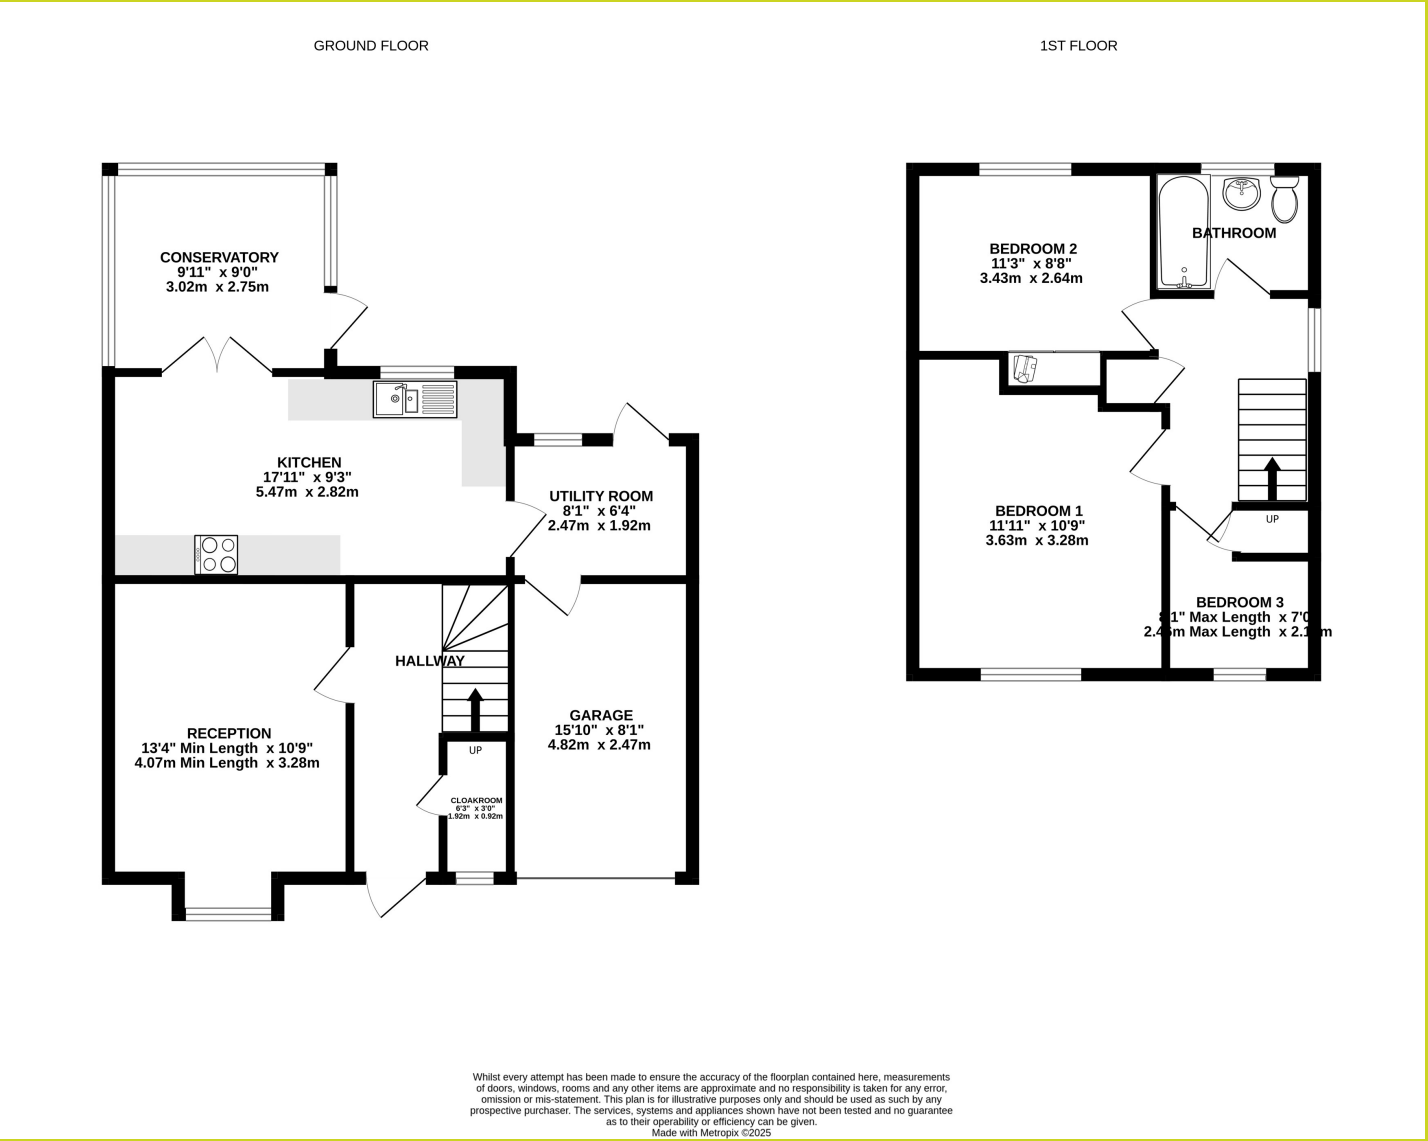 GROUND FLOOR
1ST FLOOR
CONSERVATORY
9'11" x 9'0"
3.02m x 2.75m
KITCHEN
17'11" x 9'3"
5.47m x 2.82m
UTILITY ROOM
8'1" x 6'4"
2.47m x 1.92m
HALLWAY
RECEPTION
13'4" Min Length x 10'9"
4.07m Min Length x 3.28m
GARAGE
15'10" x 8'1"
4.82m x 2.47m
UP
CLOAKROOM
6'3" x 3'0"
1.92m x 0.92m
BEDROOM 2
11'3" x 8'8"
3.43m x 2.64m
BATHROOM
BEDROOM 1
11'11" x 10'9"
3.63m x 3.28m
UP
BEDROOM 3
Max Length x
Max Length x
Whilst every attempt has been made to ensure the accuracy of the floorplan contained here, measurements
of doors, windows, rooms and any other items are approximate and no responsibility is taken for any error,
omission or mis-statement. This plan is for illustrative purposes only and should be used as such by any
prospective purchaser. The services, systems and appliances shown have not been tested and no guarantee
as to their operability or efficiency can be given.
Made with Metropix ©2025